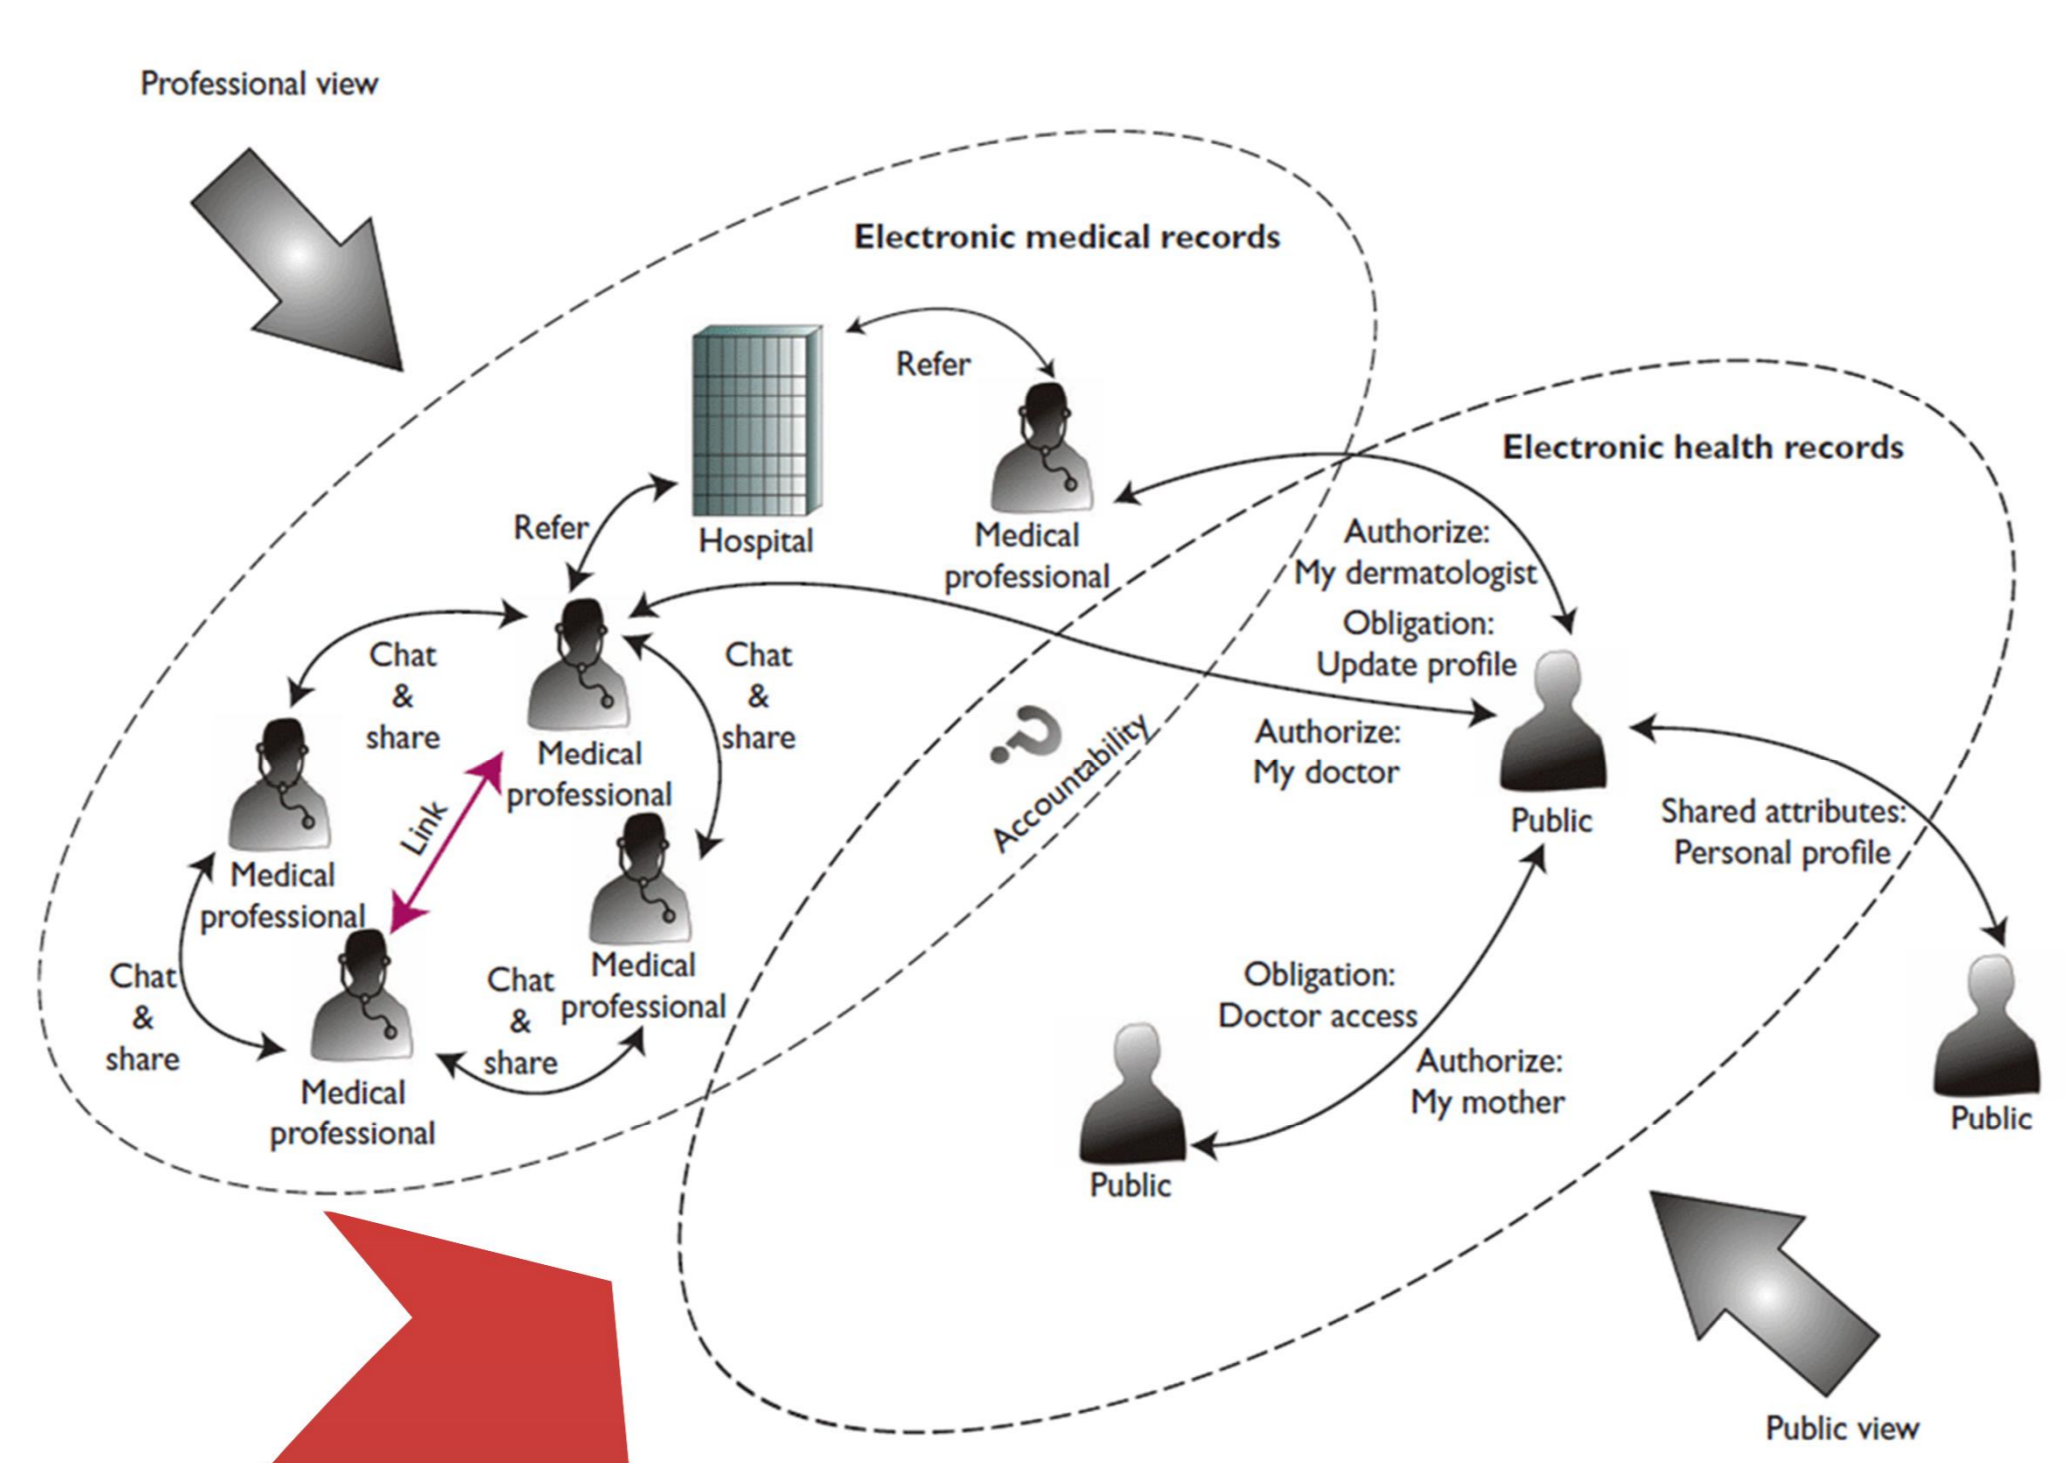 Professional view
Electronic medical records
Refer
Electronic health records
Refer
Hospital
Medical
professional
Authorize:
My dermatologist
Obligation:
Update profile
Chat
&
share
Chat
&
share
Medical
professional
Accountability
?
Authorize:
My doctor
Public
Shared attributes:
Personal profile
Link
Medical
professional
Medical
professional
Chat
&
share
Chat
&
share
Obligation:
Doctor access
Authorize:
My mother
Medical
professional
Public
Public
Public view